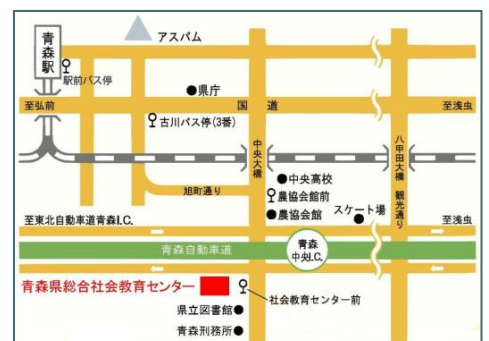 アスパム
青森駅
駅前バス停
県庁
至弘前
国道
至浅虫
古川バス停(3番)
中央大橋
八甲田大橋
観光通り
中央高校
旭町通り
農協会館前
農協会館
スケート場
至東北自動車道青森I.C.
至浅虫
青森自動車道
青森
中央I.C.
青森県総合社会教育センター
社会教育センター前
県立図書館
青森刑務所